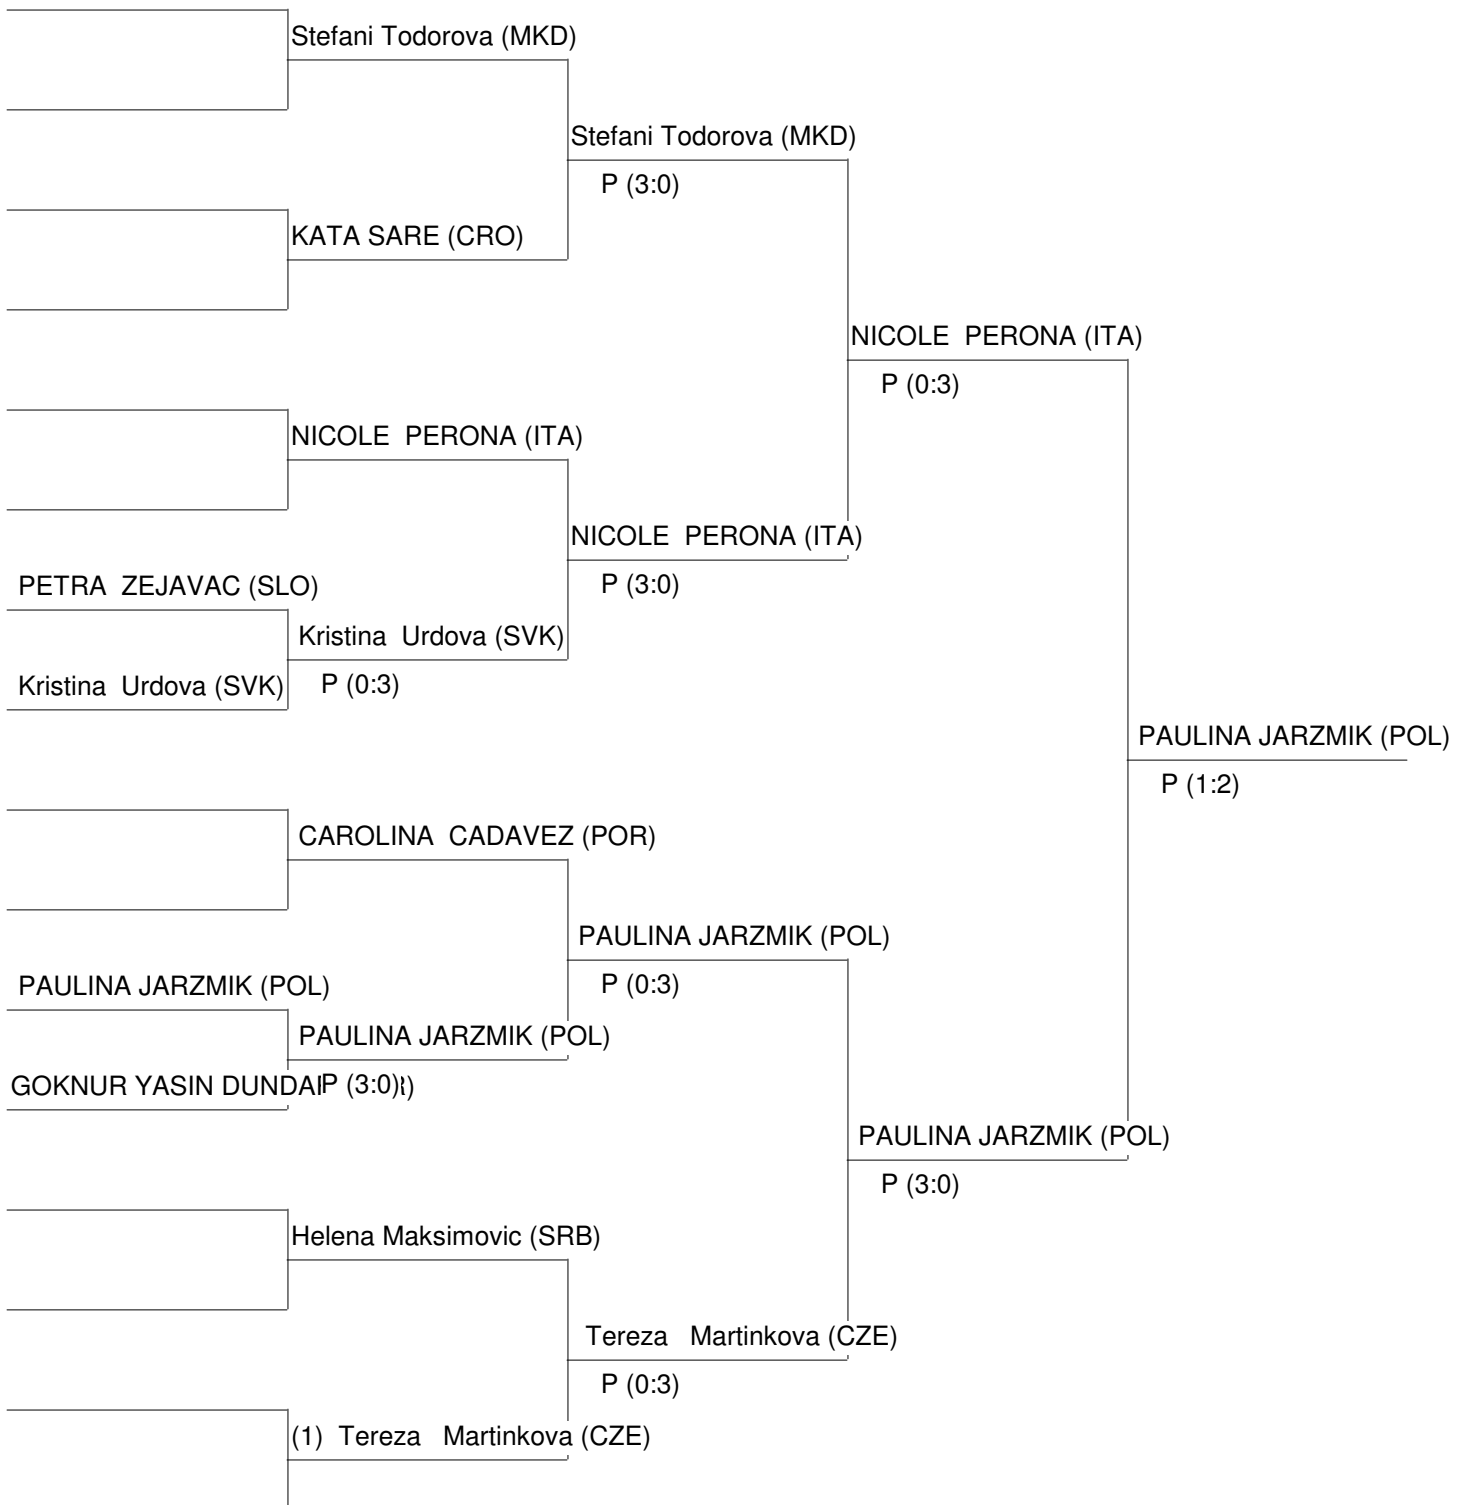 Stefani Todorova (MKD)
Stefani Todorova (MKD)
P (3:0)
KATA SARE (CRO)
NICOLE PERONA (ITA)
P (0:3)
NICOLE PERONA (ITA)
NICOLE PERONA (ITA)
P (3:0)
PETRA ZEJAVAC (SLO)
Kristina Urdova (SVK)
Kristina Urdova (SVK) P (0:3)
PAULINA JARZMIK (POL)
P (1:2)
CAROLINA CADAVEZ (POR)
PAULINA JARZMIK (POL)
P (0:3)
PAULINA JARZMIK (POL)
PAULINA JARZMIK (POL)
GOKNUR YASIN P (3:0)
PAULINA JARZMIK (POL)
P (3:0)
Helena Maksimovic (SRB)
Tereza Martinkova (CZE)
P (0:3)
(1) Tereza Martinkova (CZE)